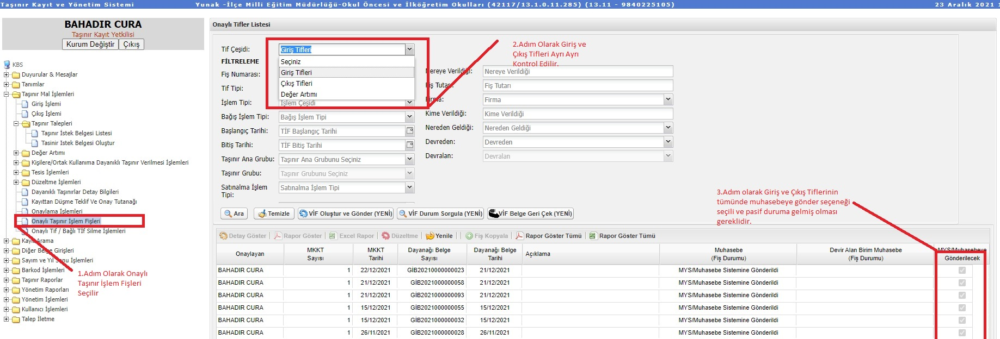 Taşınır Kayıt ve Yönetim Sistemi
Yunak -İlçe Milli Eğitim Müdürlüğü-Okul Öncesi ve İlköğretim Okulları (42117/13.1.0.11.285) (13.11 - 9840225105)
23 Aralık 2021
BAHADIR CURA
Taşınır Kayıt Yetkilisi
Kurum Değiştir
Çıkış
KBS
Duyurular & Mesajlar
Tanımlar
Taşınır Mal İşlemleri
Giriş İşlemi
Çıkış İşlemi
Taşınır Talepleri
Taşınır İstek Belgesi Listesi
Tasinir Istek Belgesi Oluştur
Değer Artımı
Kişilere/Ortak Kullanıma Dayanıklı Taşınır Verilmesi İşlemleri
Tesis İşlemleri
Düzeltme İşlemleri
Dayanıklı Taşınırlar Detay Bilgileri
Kayıttan Düşme Teklif Ve Onay Tutanağı
Onaylama İşlemleri
Onaylı Taşınır İşlem Fişleri
Onaylı Tif / Bağlı TİF Silme İşlemleri
Kayıt Arama
Diğer Belge Girişleri
Sayım ve Yıl Sonu İşlemleri
Barkod İşlemleri
Taşınır Raporlar
Yönetim Raporları
Yönetim İşlemleri
Kullanıcı İşlemleri
Talep İletme
1.Adım Olarak Onaylı
Taşınır İşlem Fişleri
Seçilir
Onaylı Tifler Listesi
Tif Çeşidi:
Giriş Tifleri
Seçiniz
Giriş Tifleri
Çıkış Tifleri
Değer Artımı
FİLTRELEME
Fiş Numarası:
Tif Tipi:
İşlem Tipi:
İşlem Çeşidi
Bağış İşlem Tipi:
Bağış İşlem Tipi
Başlangıç Tarihi:
TİF Başlangıç Tarihi
Bitiş Tarihi:
TİF Bitiş Tarihi
Taşınır Ana Grubu:
Taşınır Ana Grubunu Seçiniz
Taşınır Grubu:
Taşınır Grubunu Seçiniz
Satınalma İşlem
Tipi:
Satınalma İşlem Tipi
2.Adım Olarak Giriş ve
Çıkış Tifleri Ayrı Ayrı
Kontrol Edilir.
Nereye Verildiği:
Nereye Verildiği
Fiş Tutarı:
Fiş Tutarı
Firma:
Firma
Kime Verildiği:
Kime Verildiği
Nereden Geldiği:
Nereden Geldiği
Devreden:
Devreden
Devralan:
Devralan
3.Adım olarak Giriş ve Çıkış Tiflerinin
tümünde muhasebeye gönder seçeneği
seçili ve pasif duruma gelmiş olması
gereklidir.
Ara
Temizle
VİF Oluştur ve Gönder (YENİ)
VİF Durum Sorgula (YENİ)
VİF Belge Geri Çek (YENİ)
Detay Göster
Rapor Göster
Excel Rapor
Düzeltme
Yenile
Fiş Kopyala
Rapor Göster Tümü
Rapor Göster Tümü
Onaylayan
MKKT Sayısı
MKKT Tarihi
Dayanağı Belge Sayısı
Dayanağı Belge Tarihi
Açıklama
Muhasebe (Fiş Durumu)
Devir Alan Birim Muhasebe (Fiş Durumu)
MYS/Muhasebeye Gönderilecek
BAHADIR CURA 1 22/12/2021 GİB20210000000023 21/12/2021 MYS/Muhasebe Sistemine Gönderildi
BAHADIR CURA 1 21/12/2021 GİB2021000000058 21/12/2021 MYS/Muhasebe Sistemine Gönderildi
BAHADIR CURA 1 21/12/2021 GİB2021000000093 21/12/2021 MYS/Muhasebe Sistemine Gönderildi
BAHADIR CURA 1 15/12/2021 GİB2021000000055 15/12/2021 MYS/Muhasebe Sistemine Gönderildi
BAHADIR CURA 1 15/12/2021 GİB2021000000032 15/12/2021 MYS/Muhasebe Sistemine Gönderildi
BAHADIR CURA 1 26/11/2021 GİB2021000000028 26/11/2021 MYS/Muhasebe Sistemine Gönderildi